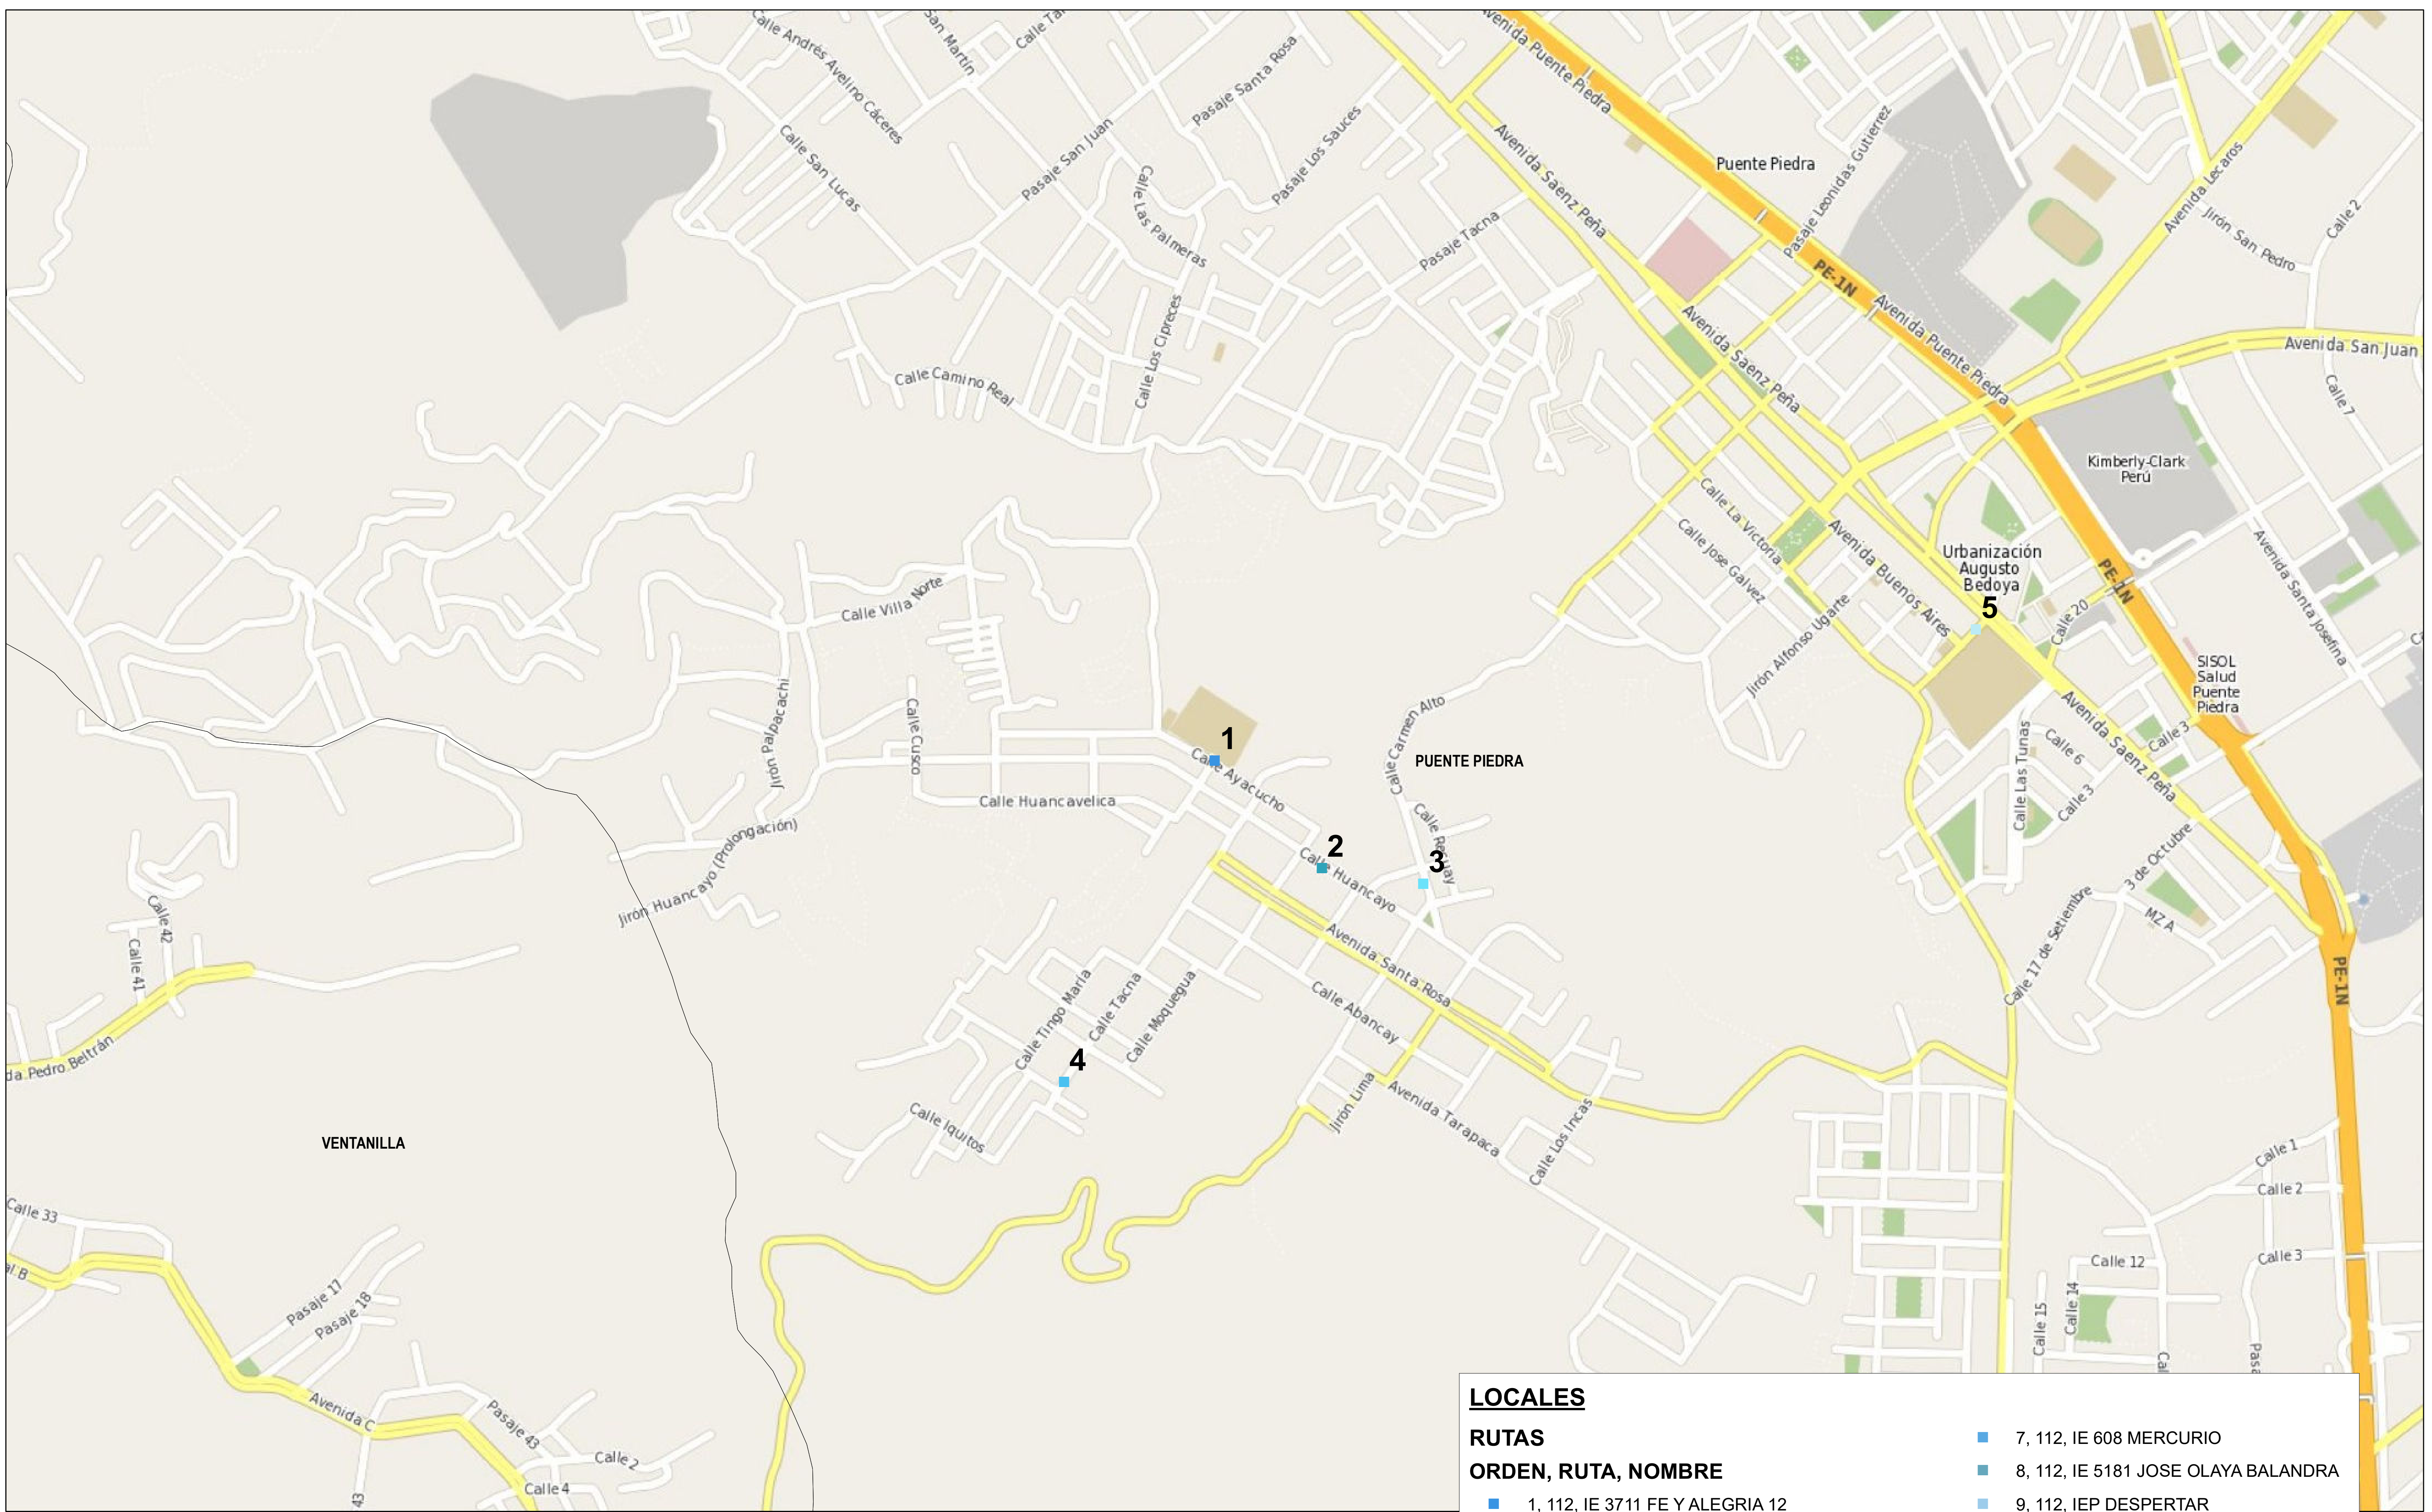 Calle Andrés Avelino Cáceres
San Martín
Pasaje Santa Rosa
Avenida Puente Piedra
Calle San Lucas
Pasaje San Juan
Calle Las Palmeras
Pasaje Los Sauces
Avenida Saenz Peña
Puente Piedra
Pasaje Leonidas Gutierrez
Avenida Lecaros
Jirón San Pedro
Calle 2
Pasaje Tacna
PE-1N
Avenida Puente Piedra
Avenida San Juan
Calle 7
Calle Los Cipreces
Calle Camino Real
Avenida Saenz Peña
Kimberly-Clark
Perú
Calle La Victoria
Calle Jose Galvez
Avenida Buenos Aires
Urbanización
Augusto
Bedoya
PE-1N
Avenida Santa Josefina
Calle Villa Norte
Jirón Alfonso Ugarte
5
Calle 20
SISOL
Salud
Puente
Piedra
Jirón Palpacachi
Calle Cusco
1
Calle Ayacucho
Calle Carmen Alto
PUENTE PIEDRA
Avenida Saenz Peña
Calle 3
Calle 6
Calle Las Tunas
Calle 3
Calle Huancavelica
Jirón Huancayo (Prolongación)
2
Calle Huancayo
Calle Recuay
3
3 de Octubre
MZ A
Calle 17 de Setiembre
PE-1N
Calle 42
Calle 41
Avenida Santa Rosa
Calle Abancay
Calle Tingo María
Calle Tacna
Calle Moquegua
4
da Pedro Beltrán
Calle Iquitos
Jirón Lima
Avenida Tarapaca
Calle Los Incas
VENTANILLA
Calle 1
Calle 2
Calle 33
Calle 12
Calle 3
al B
Pasaje 17
Pasaje 18
Calle 15
Calle 14
Cal
Pasa
Avenida C
Pasaje 43
Calle 2
Calle 4
43
LOCALES
RUTAS
ORDEN, RUTA, NOMBRE
1, 112, IE 3711 FE Y ALEGRIA 12
7, 112, IE 608 MERCURIO
8, 112, IE 5181 JOSE OLAYA BALANDRA
9, 112, IEP DESPERTAR